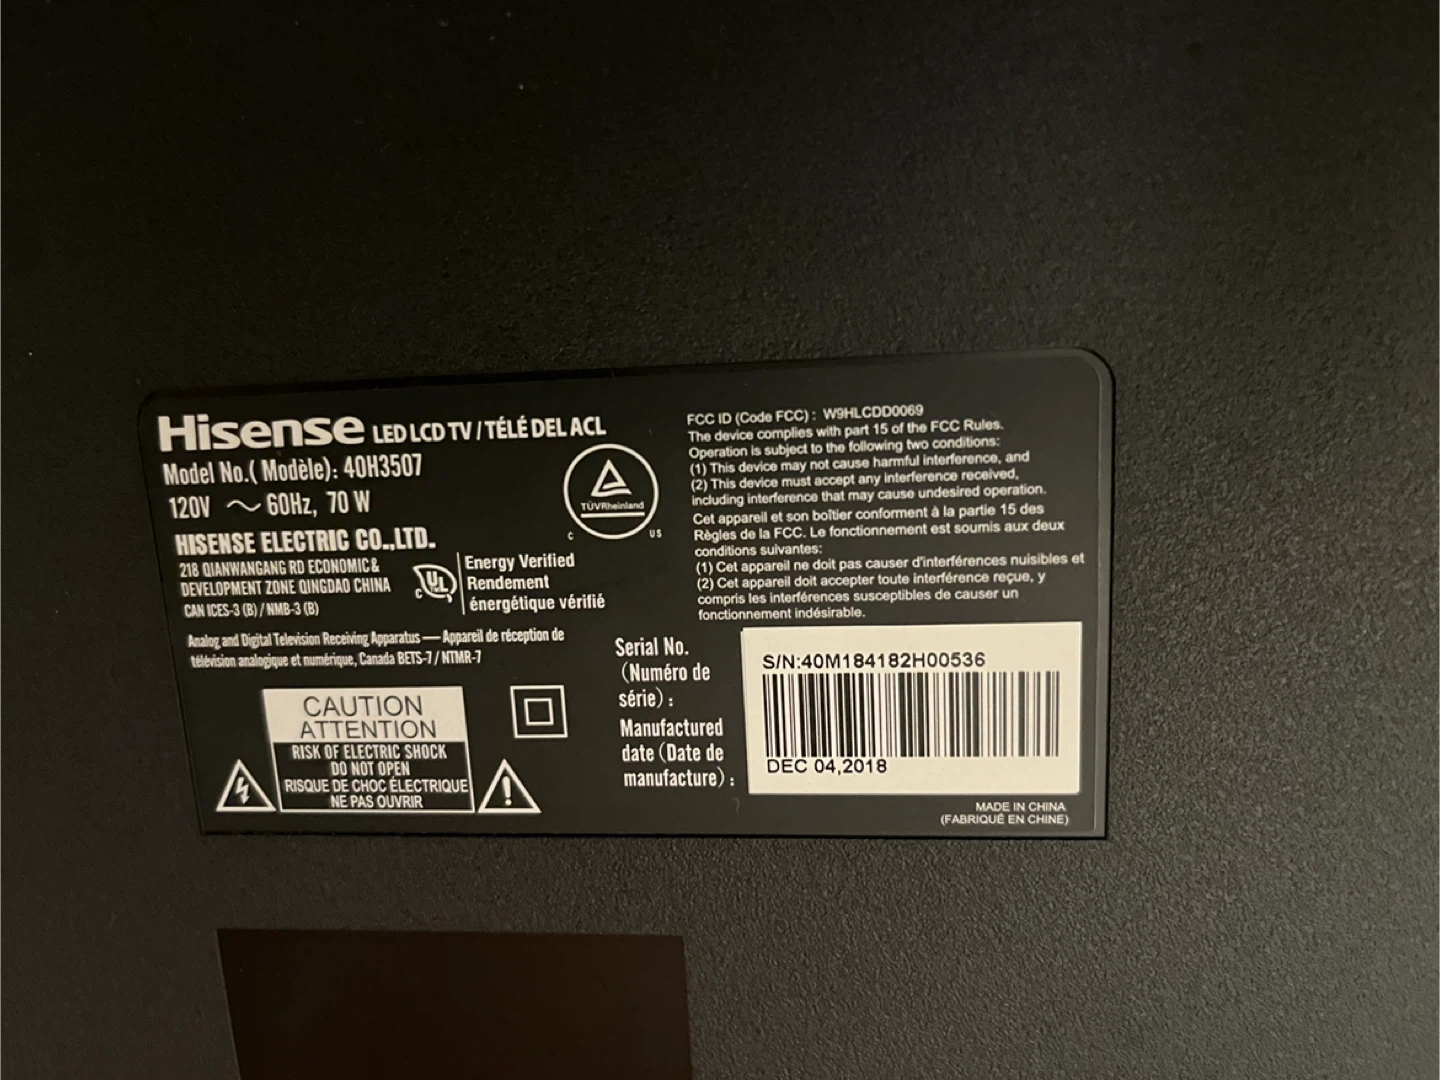 Hisense LED LCD TV / TÉLÉ DEL ACL
Model No.( Modèle): 40H3507
120V ～ 60Hz, 70 W
HISENSE ELECTRIC CO.,LTD.
218 QIANWANGANG RD ECONOMIC&
DEVELOPMENT ZONE QINGDAO CHINA
CAN ICES-3 (B) / NMB-3 (B)
TÜVRheinland
C US
C UL
Energy Verified
Rendement
énergétique vérifié
Analog and Digital Television Receiving Apparatus — Appareil de réception de
télévision analogique et numérique, Canada BETS-7 / NTMR-7
CAUTION
ATTENTION
RISK OF ELECTRIC SHOCK
DO NOT OPEN
RISQUE DE CHOC ÉLECTRIQUE
NE PAS OUVRIR
FCC ID (Code FCC) : W9HLCDD0069
The device complies with part 15 of the FCC Rules.
Operation is subject to the following two conditions:
(1) This device may not cause harmful interference, and
(2) This device must accept any interference received,
including interference that may cause undesired operation.
Cet appareil et son boîtier conforment à la partie 15 des
Règles de la FCC. Le fonctionnement est soumis aux deux
conditions suivantes:
(1) Cet appareil ne doit pas causer d'interférences nuisibles et
(2) Cet appareil doit accepter toute interférence reçue, y
compris les interférences susceptibles de causer un
fonctionnement indésirable.
Serial No.
(Numéro de
série) :
Manufactured
date (Date de
manufacture) :
S/N:40M184182H00536
DEC 04,2018
MADE IN CHINA
(FABRIQUÉ EN CHINE)